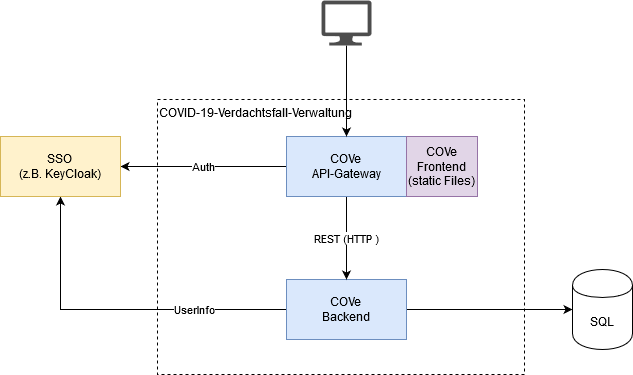 COVID-19-Verdachtsfall-Verwaltung
SSO
(z.B. KeyCloak)
Auth
COVe
API-Gateway
COVe
Frontend
(static Files)
REST (HTTP )
UserInfo
COVe
Backend
SQL